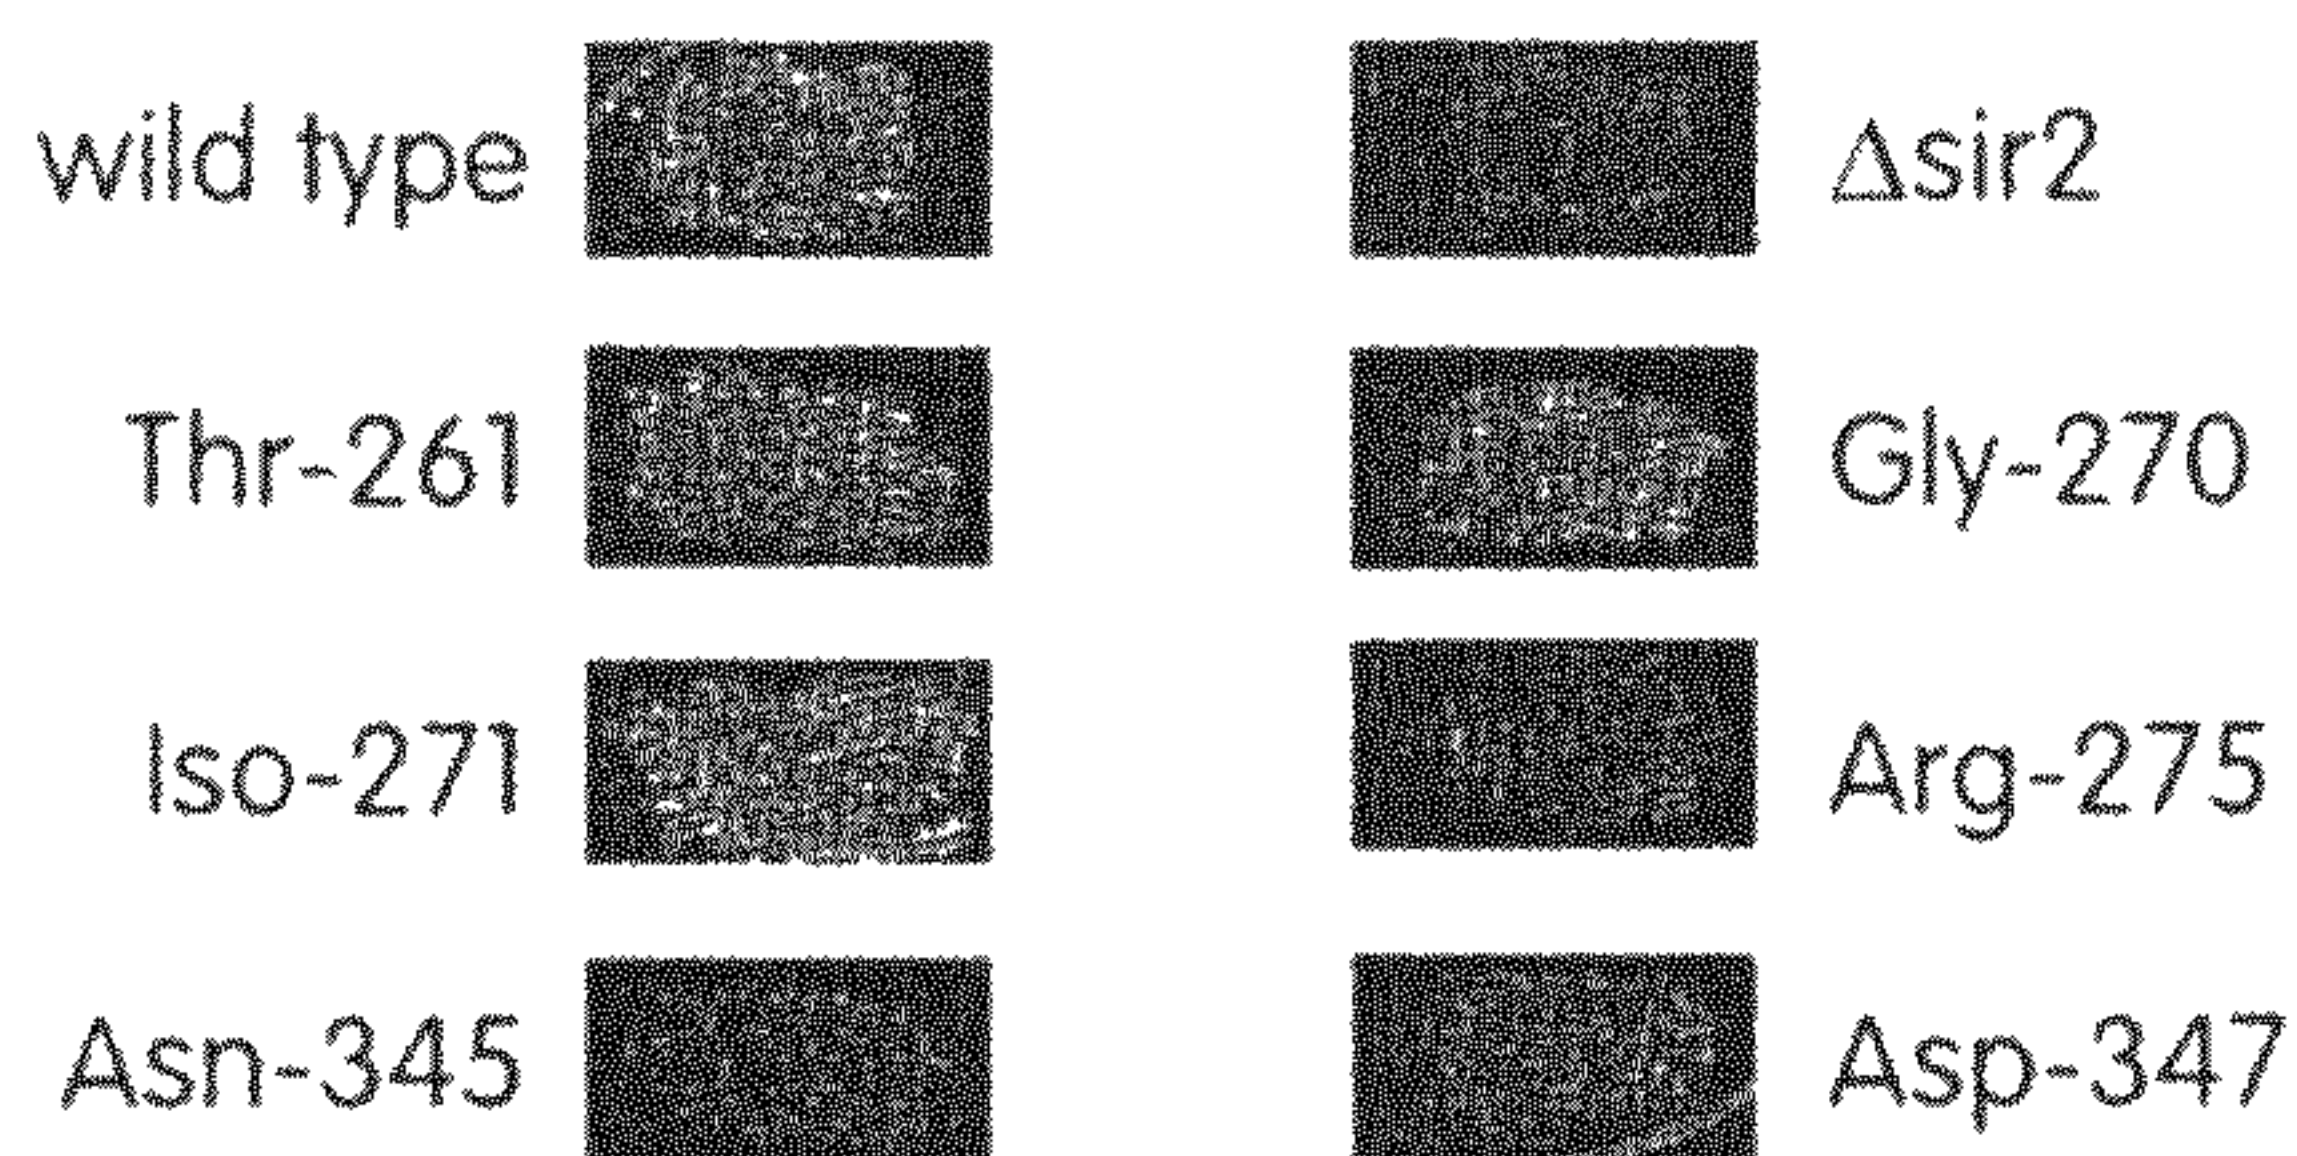 wild type Δsir2
Thr-261 Gly-270
Iso-271 Arg-275
Asn-345 Asp-347